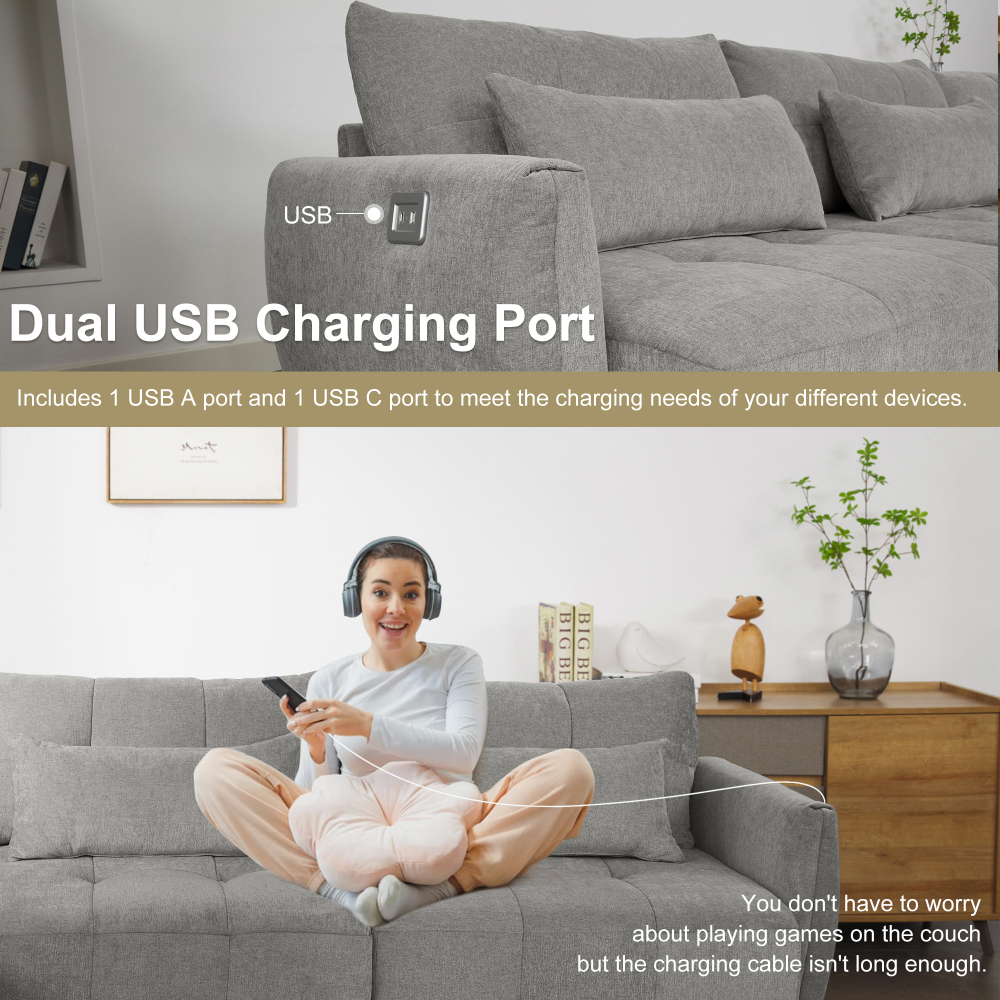 USB
Dual USB Charging Port
Includes 1 USB A port and 1 USB C port to meet the charging needs of your different devices.
BIG BE
BIG BE
You don't have to worry
about playing games on the couch
but the charging cable isn't long enough.